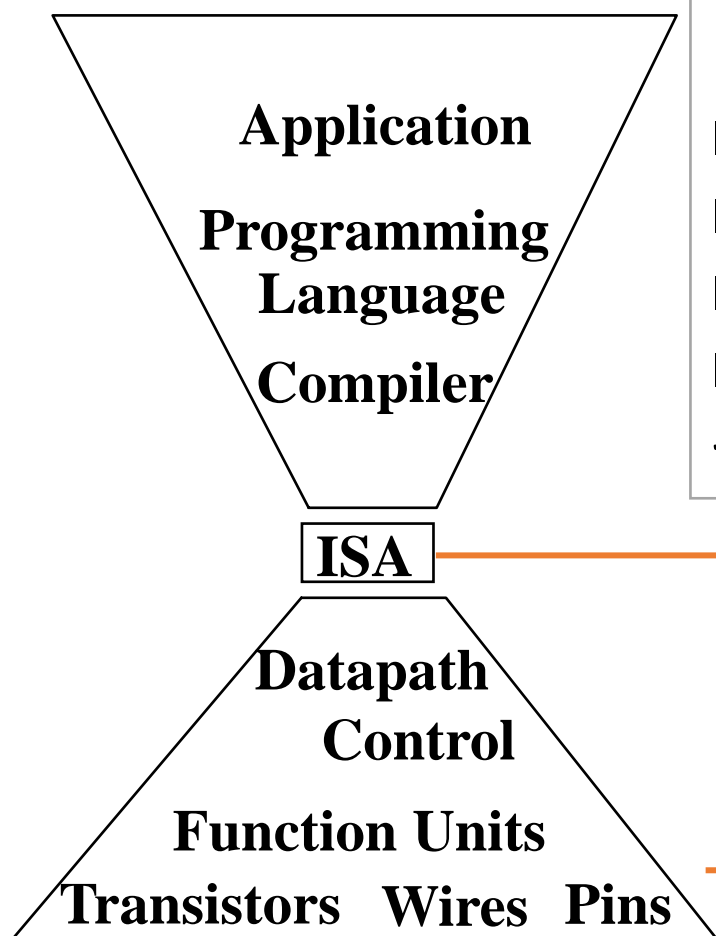 Application
Programming
Language
Compiler
ISA
Datapath
Control
Function Units
Transistors Wires Pins